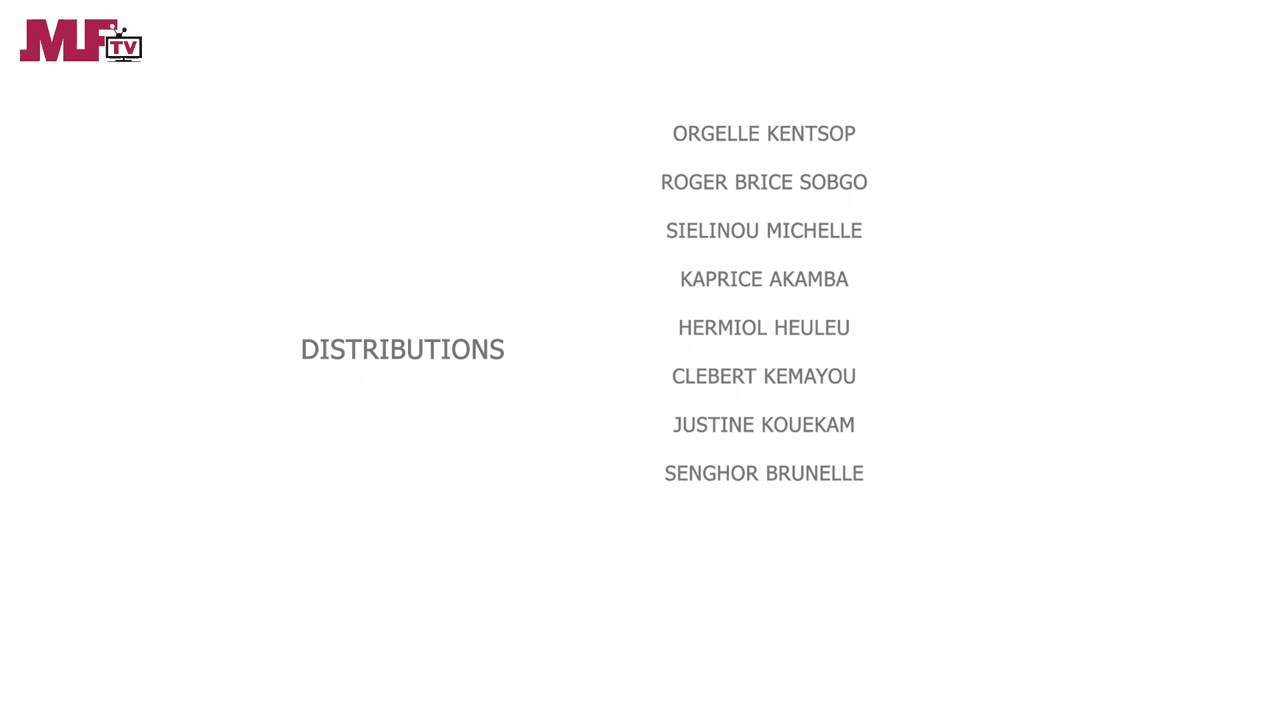 JMF TV
ORGELLE KENTSOP
ROGER BRICE SOBGO
SIELINOU MICHELLE
KAPRICE AKAMBA
HERMIOL HEULEU
DISTRIBUTIONS
CLEBERT KEMAYOU
JUSTINE KOUEKAM
SENGHOR BRUNELLE